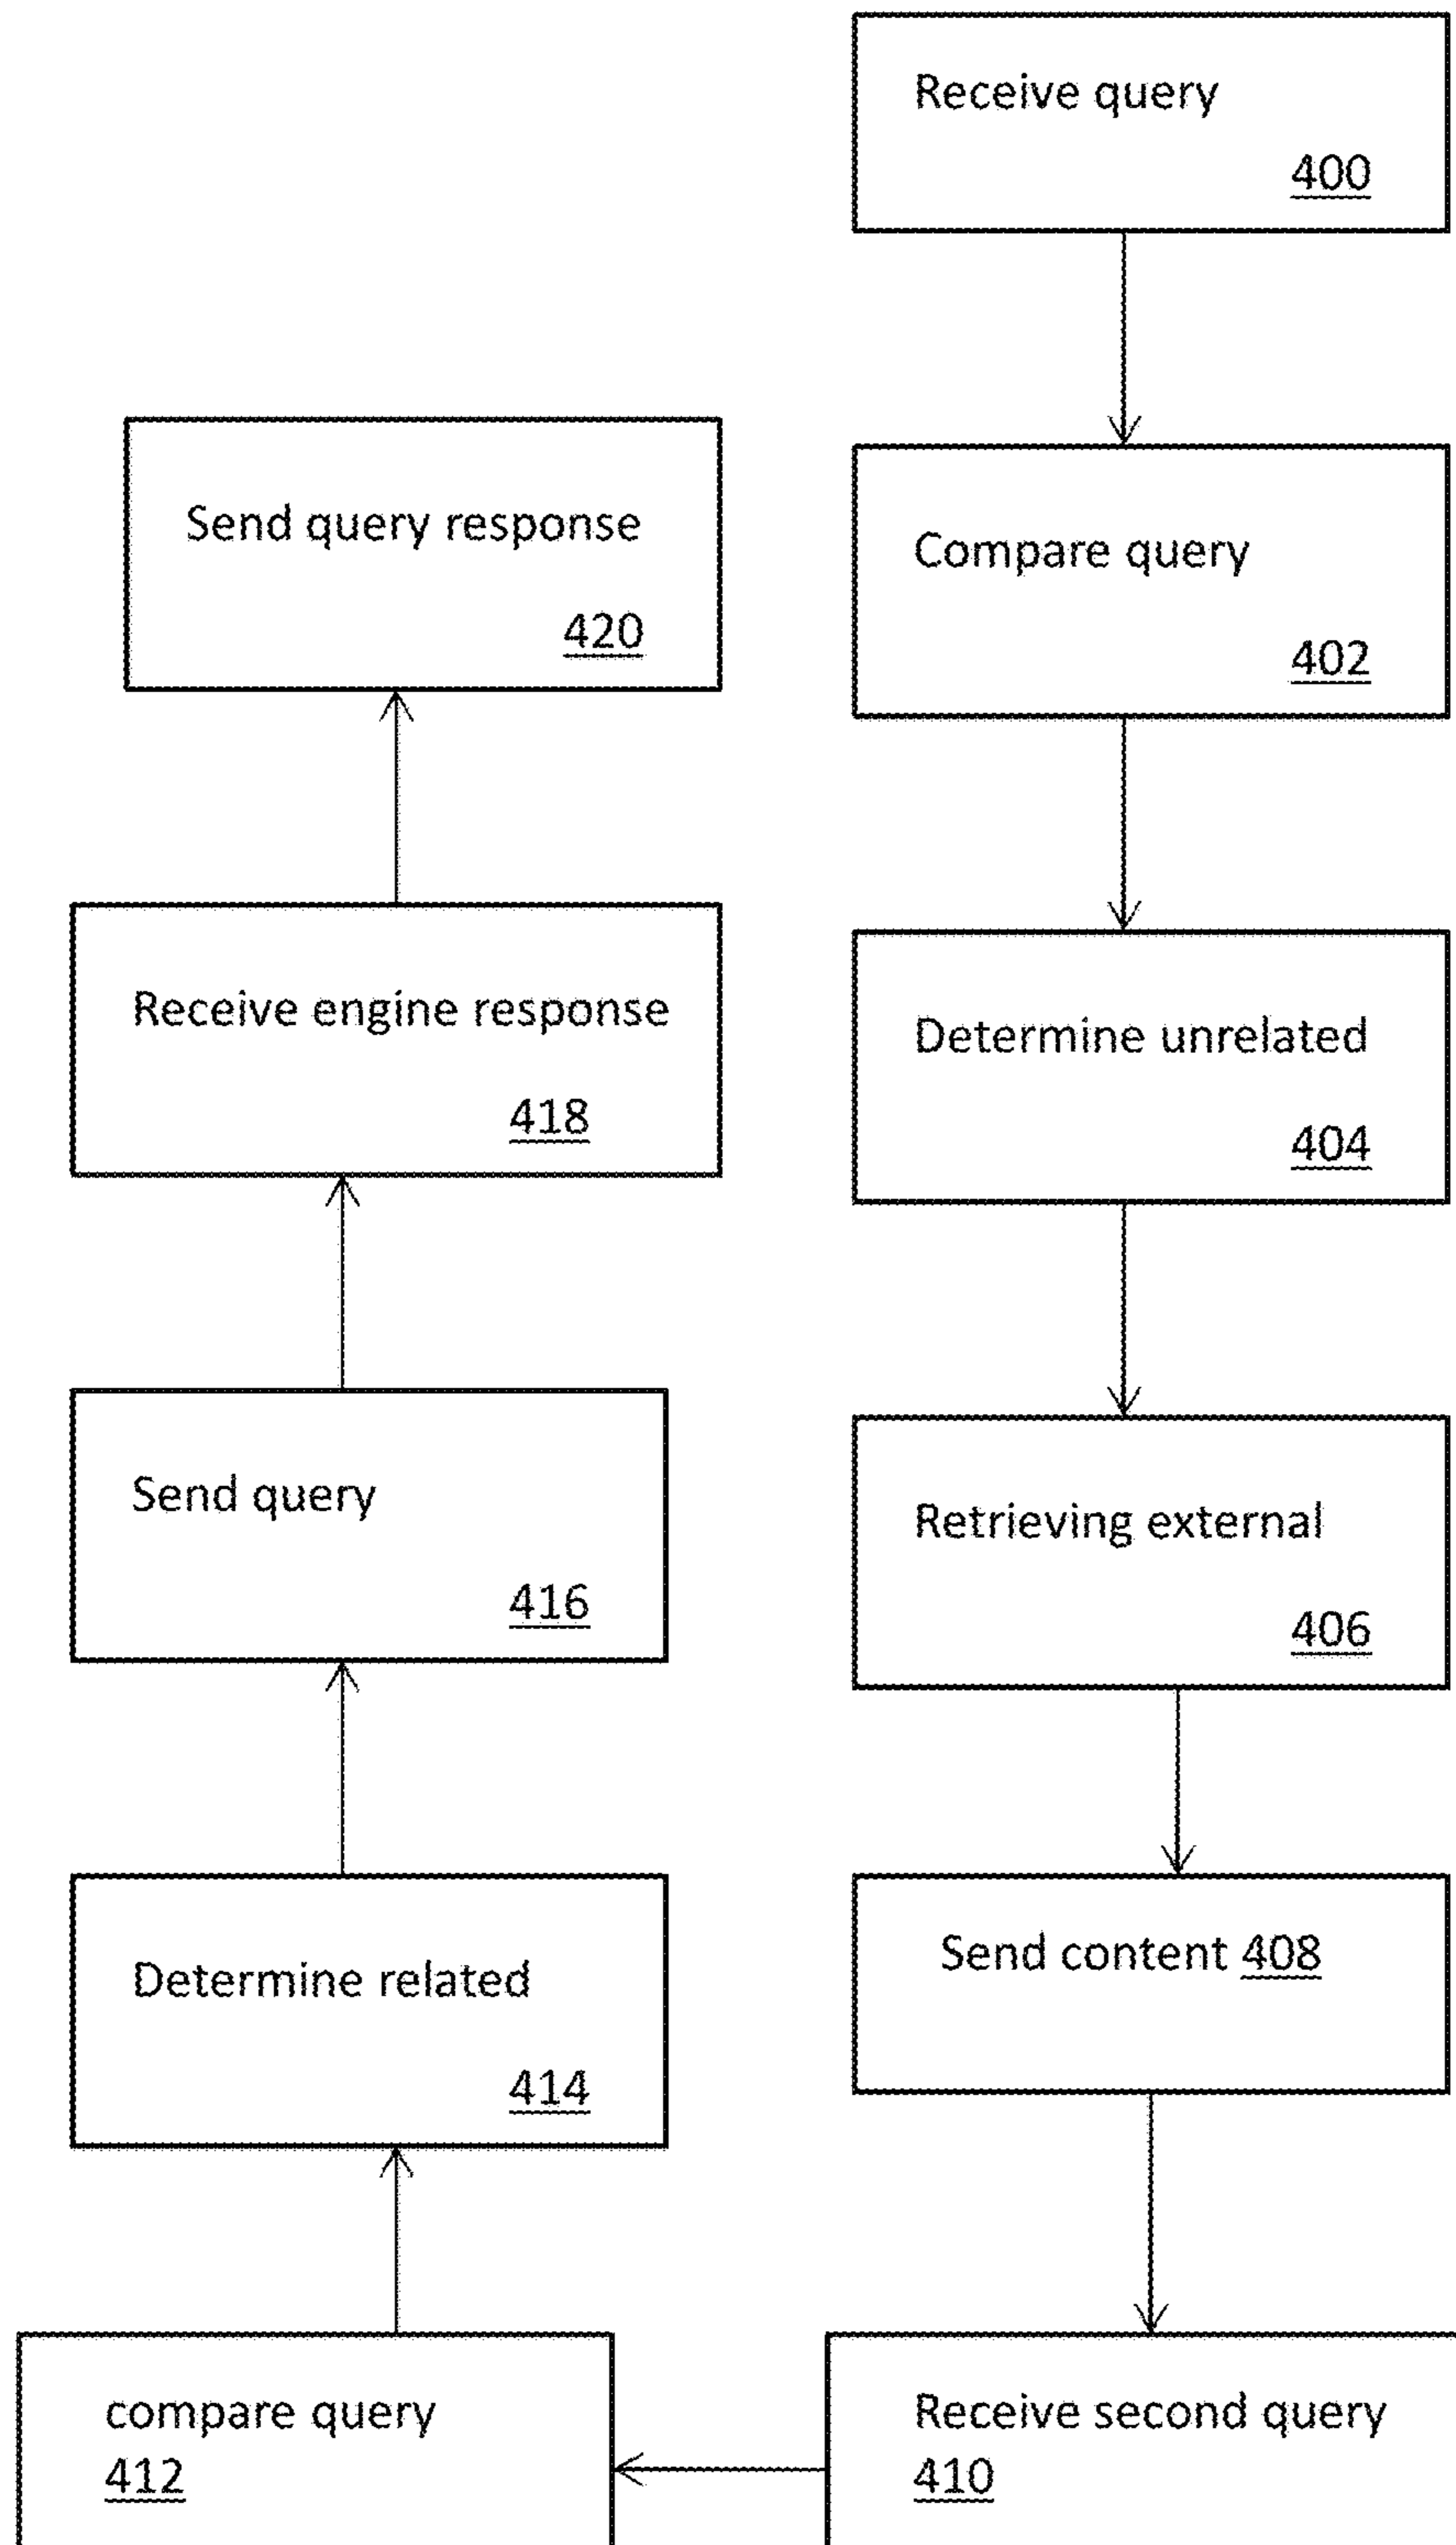 Receive query
400
Compare query
402
Determine unrelated
404
Retrieving external
406
Send content 408
Receive second query
410
compare query
412
Determine related
414
Send query
416
Receive engine response
418
Send query response
420